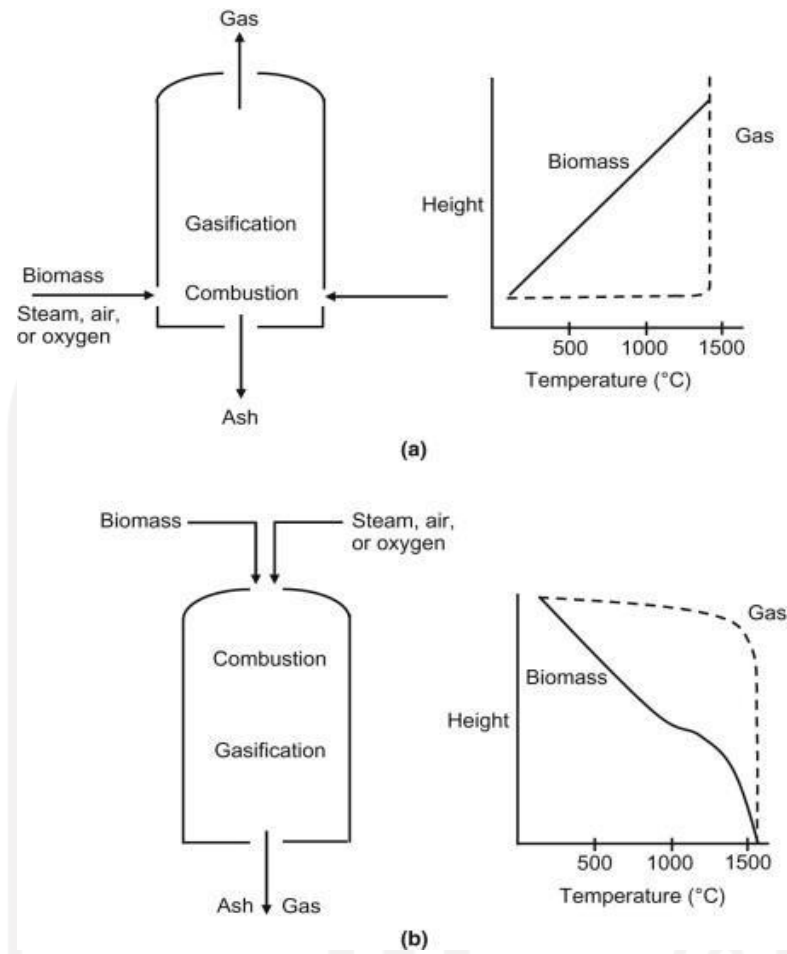 Gas
Gasification
Biomass
Combustion
Steam, air,
or oxygen
Ash
Biomass
Gas
Height
500 1000 1500
Temperature (°C)
(a)
Biomass
Steam, air,
or oxygen
Combustion
Gasification
Ash Gas
Gas
Biomass
Height
500 1000 1500
Temperature (°C)
(b)